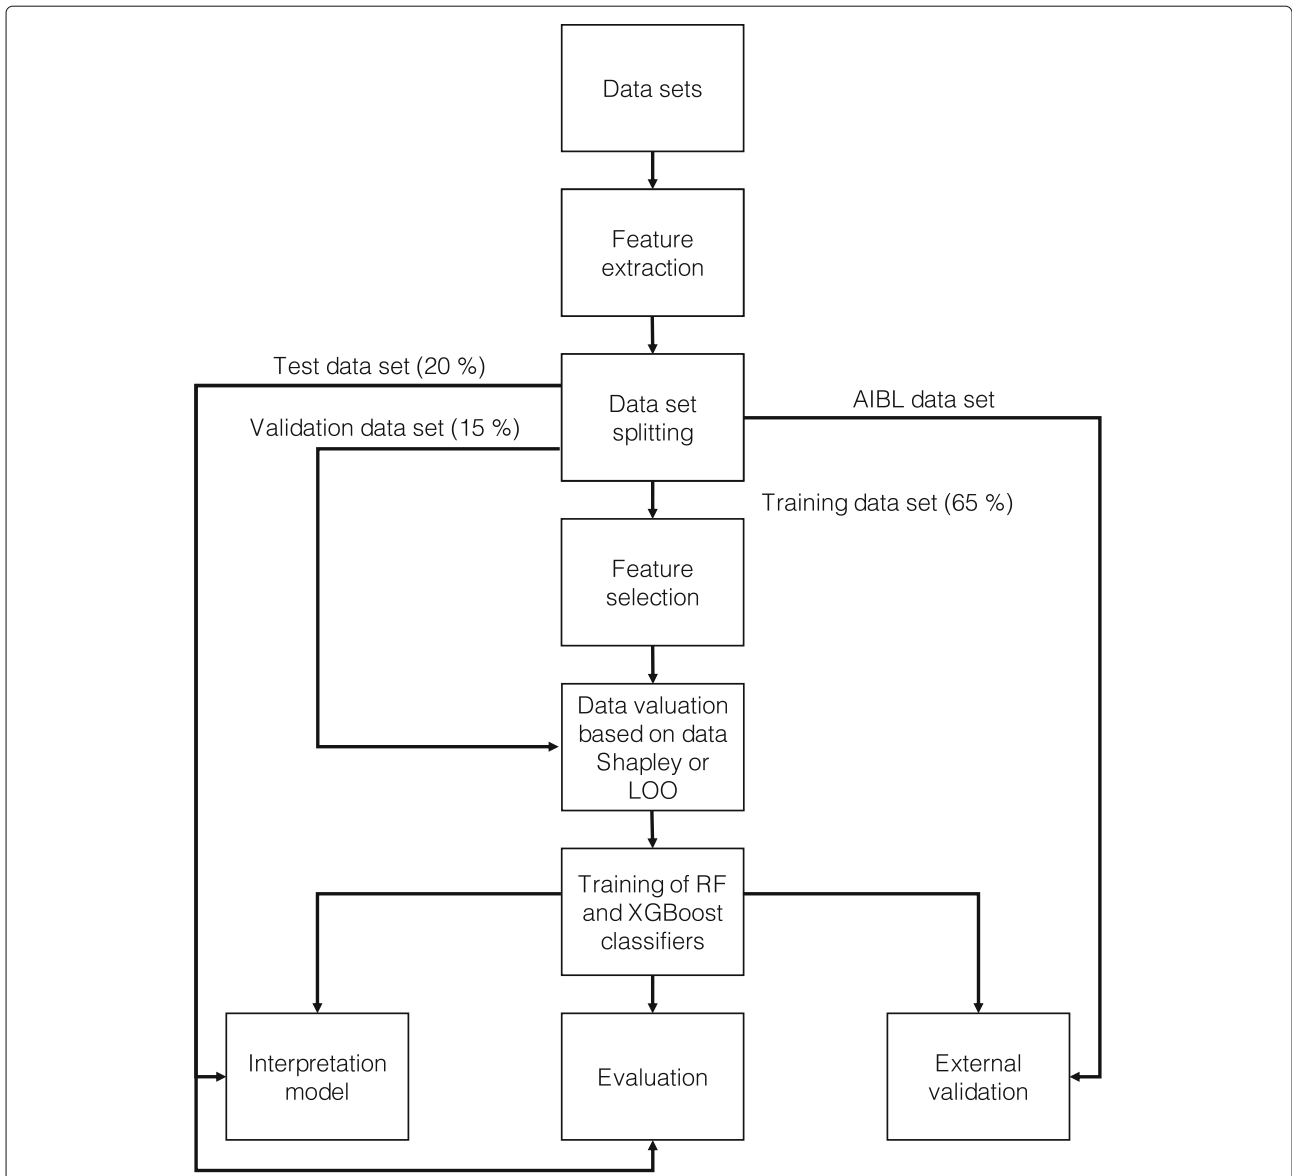 Data sets
Feature
extraction
Test data set (20 %)
Data set
splitting
AIBL data set
Validation data set (15 %)
Training data set (65 %)
Feature
selection
Data valuation
based on data
Shapley or
LOO
Training of RF
and XGBoost
classifiers
Interpretation
model
Evaluation
External
validation